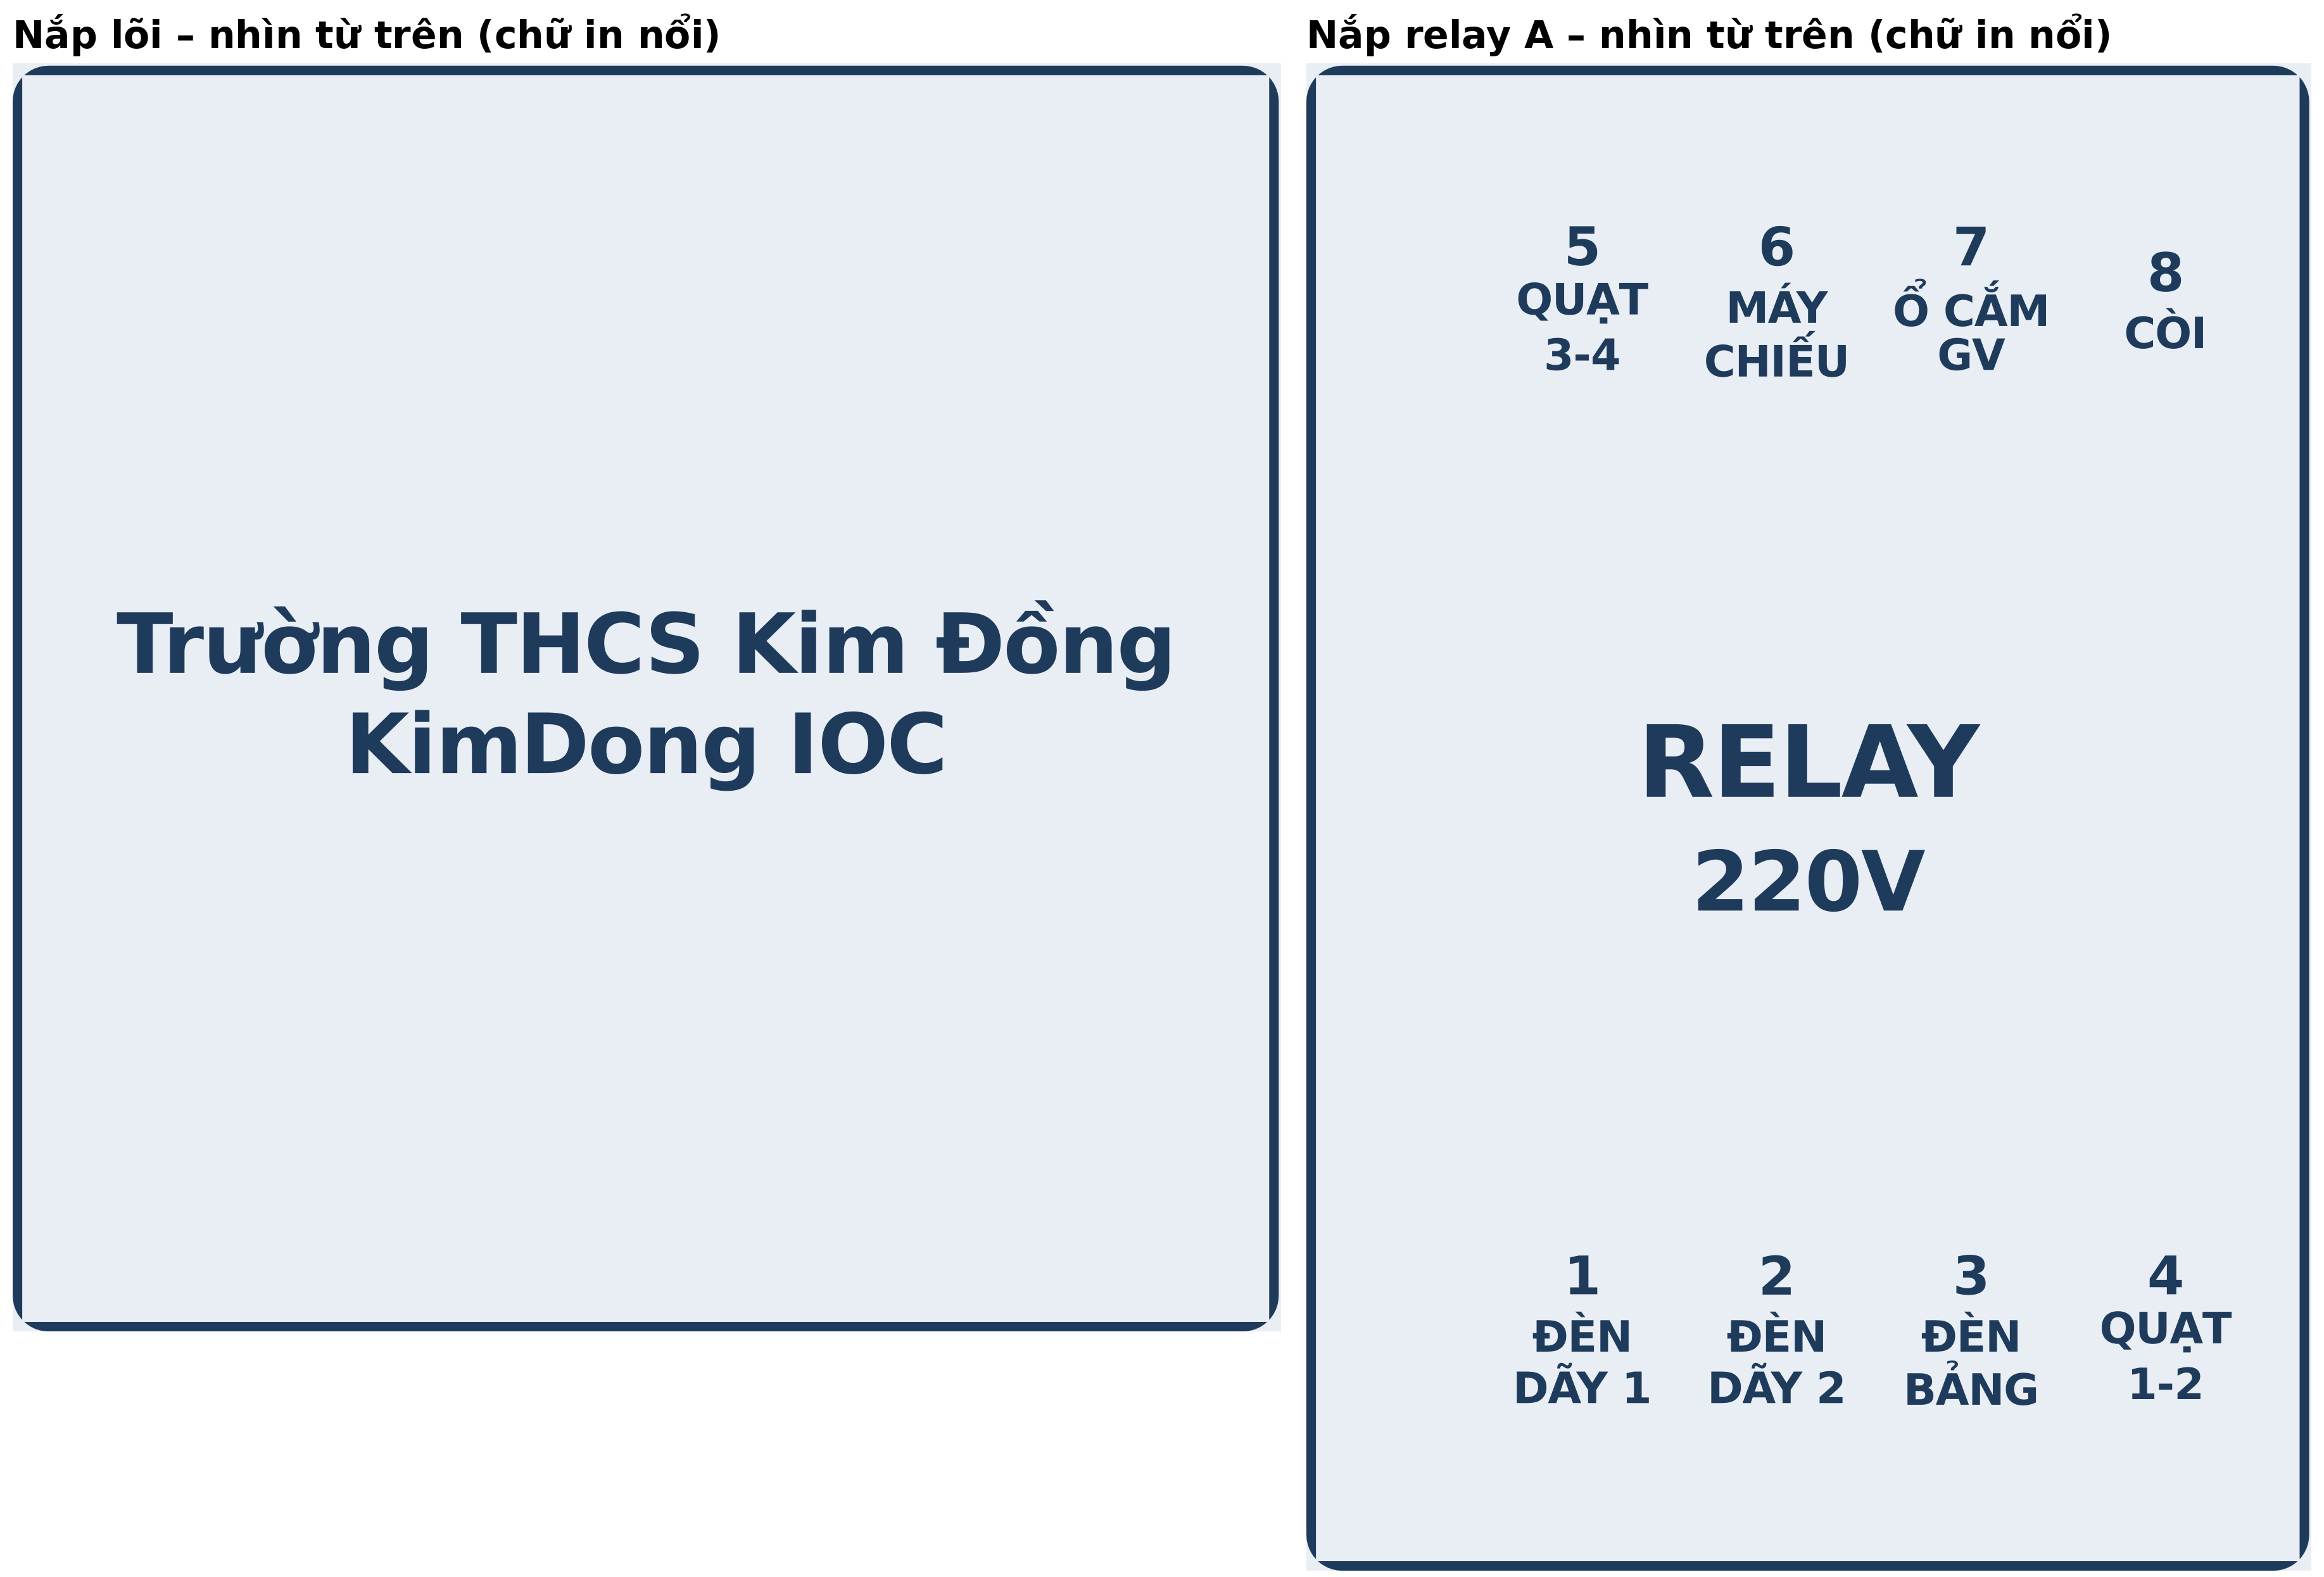 Nắp lõi – nhìn từ trên (chữ in nổi)
Trường THCS Kim Đồng
KimDong IOC
Nắp relay A – nhìn từ trên (chữ in nổi)
5
QUẠT
3-4
6
MÁY
CHIẾU
7
Ổ CẮM
GV
8
CÒI
RELAY
220V
1
ĐÈN
DÃY 1
2
ĐÈN
DÃY 2
3
ĐÈN
BẢNG
4
QUẠT
1-2